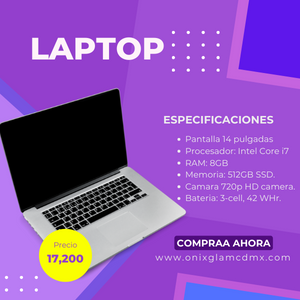 LAPTOP
ESPECIFICACIONES
• Pantalla 14 pulgadas
• Procesador: Intel Core i7
• RAM: 8GB
• Memoria: 512GB SSD.
• Camara 720p HD camera.
• Bateria: 3-cell, 42 WHr.
Precio
17,200
COMPRAA AHORA
www.onixglamcdmx.com